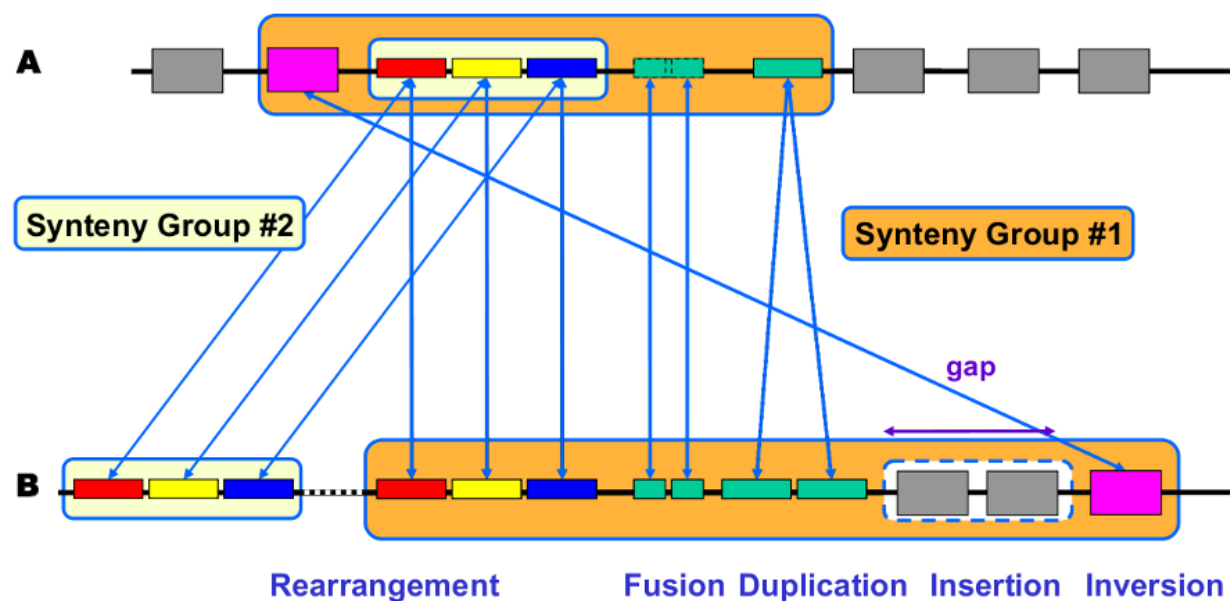 A
Synteny Group #2
Synteny Group #1
gap
B
Rearrangement Fusion Duplication Insertion Inversion